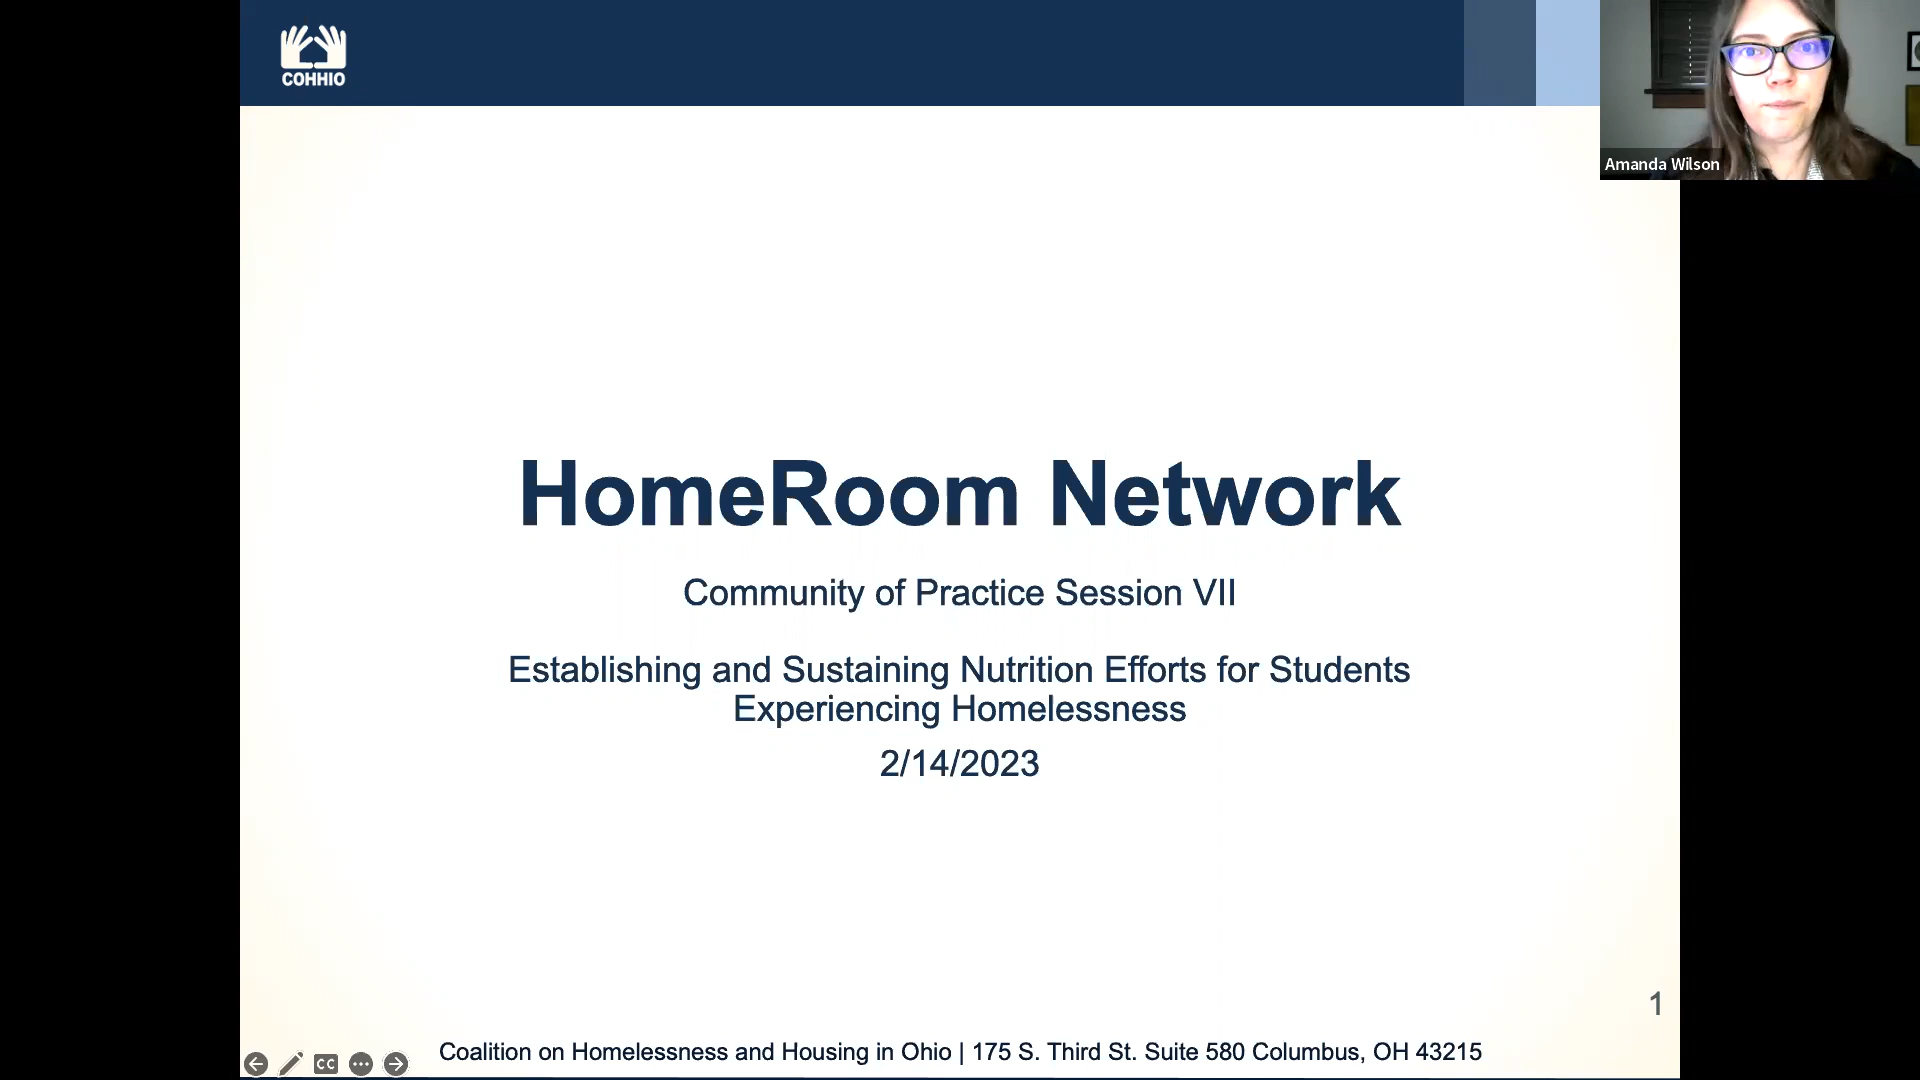 COHHIO
Amanda Wilson
HomeRoom Network
Community of Practice Session VII
Establishing and Sustaining Nutrition Efforts for Students
Experiencing Homelessness
2/14/2023
1
CC
Coalition on Homelessness and Housing in Ohio | 175 S. Third St. Suite 580 Columbus, OH 43215